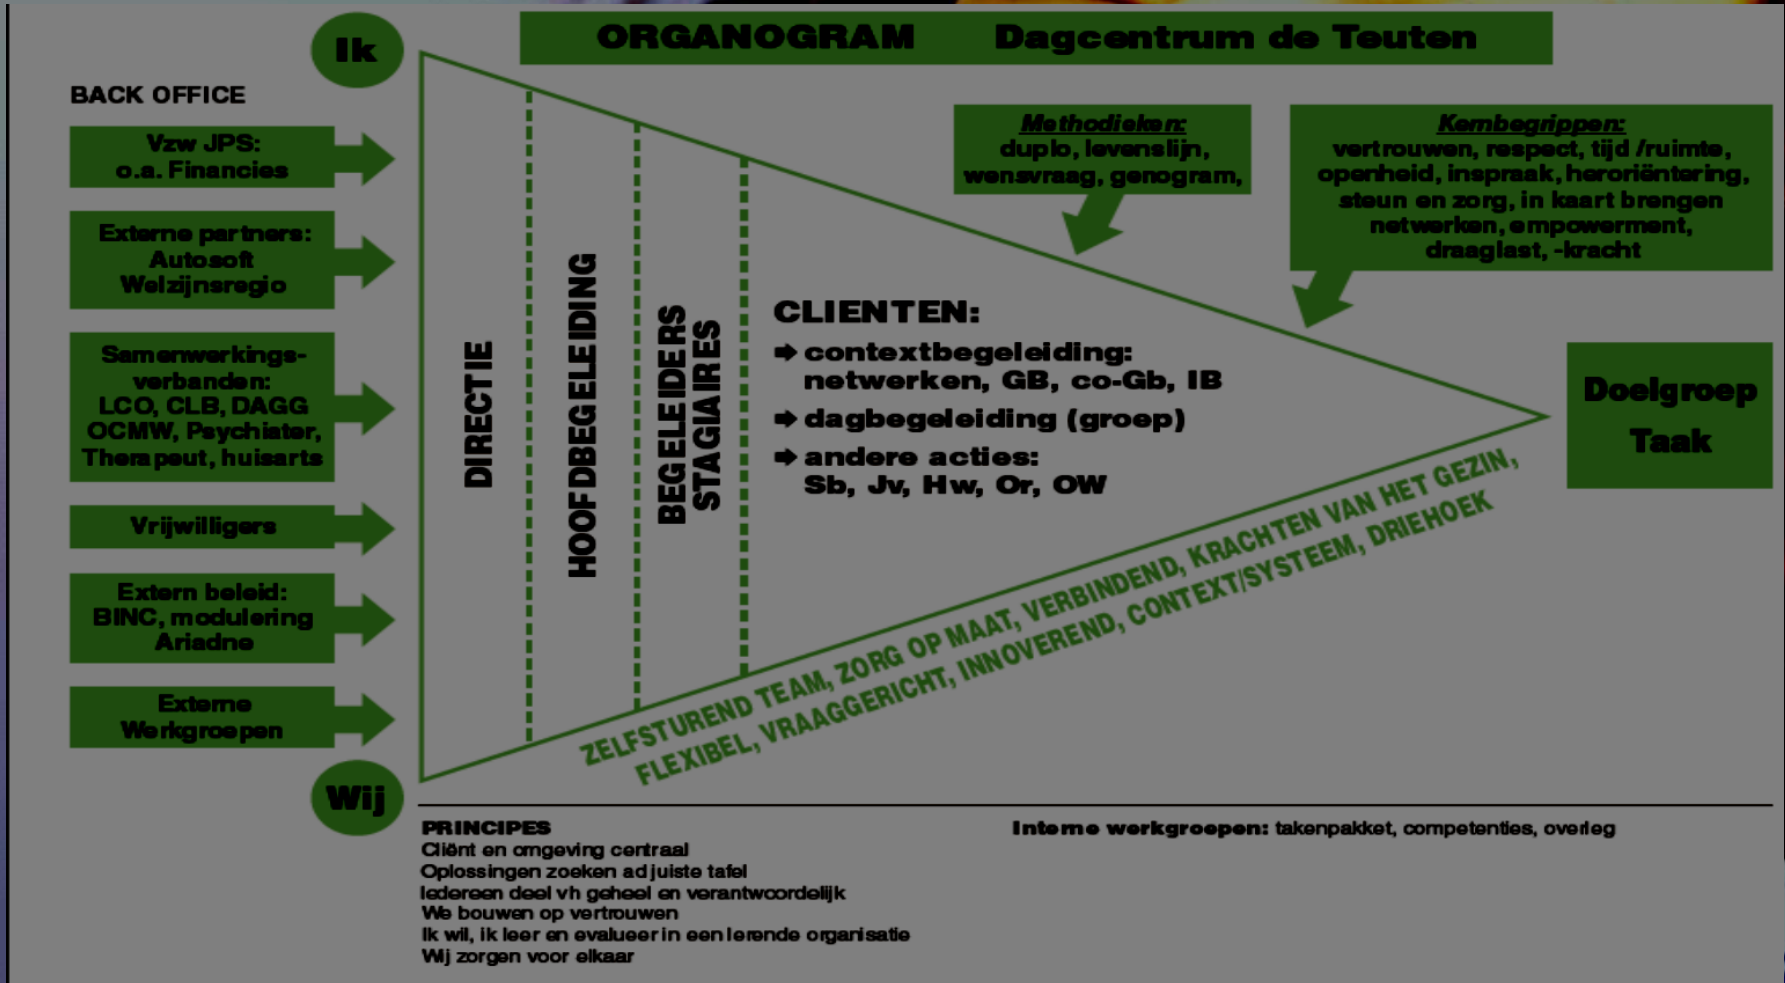 Ik
ORGANOGRAM Dagcentrum de Teuten
BACK OFFICE
Vzw JPS:
o.a. Financies
Externe partners:
Autosoft
Welzijnsregio
Samenwerkings-
verbanden:
LCO, CLB, DAGG
OCMW, Psychiater,
Therapeut, huisarts
Vrijwilligers
Extern beleid:
BINC, modulering
Ariadne
Externe
Werkgroepen
Wij
DIRECTIE
HOOFDBEGELEIDING
BEGELEIDERS
STAGIAIRES
Methodieken:
duplo, levenslijn,
wensvraag, genogram,
Kernbegrippen:
vertrouwen, respect, tijd /ruimte,
openheid, inspraak, heroriëntering,
steun en zorg, in kaart brengen
netwerken, empowerment,
draaglast, -kracht
CLIENTEN:
➡ contextbegeleiding:
netwerken, GB, co-Gb, IB
➡ dagbegeleiding (groep)
➡ andere acties:
Sb, Jv, Hw, Or, OW
Doelgroep
Taak
ZELFSTUREND TEAM, ZORG OP MAAT, VERBINDEND, KRACHTEN VAN HET GEZIN,
FLEXIBEL, VRAAGGERICHT, INNOVEREND, CONTEXT/SYSTEEM, DRIEHOEK
PRINCIPES
Cliënt en omgeving centraal
Oplossingen zoeken ad juiste tafel
Iedereen deel vh geheel en verantwoordelijk
We bouwen op vertrouwen
Ik wil, ik leer en evalueer in een lerende organisatie
Wij zorgen voor elkaar
Interne werkgroepen: takenpakket, competenties, overleg